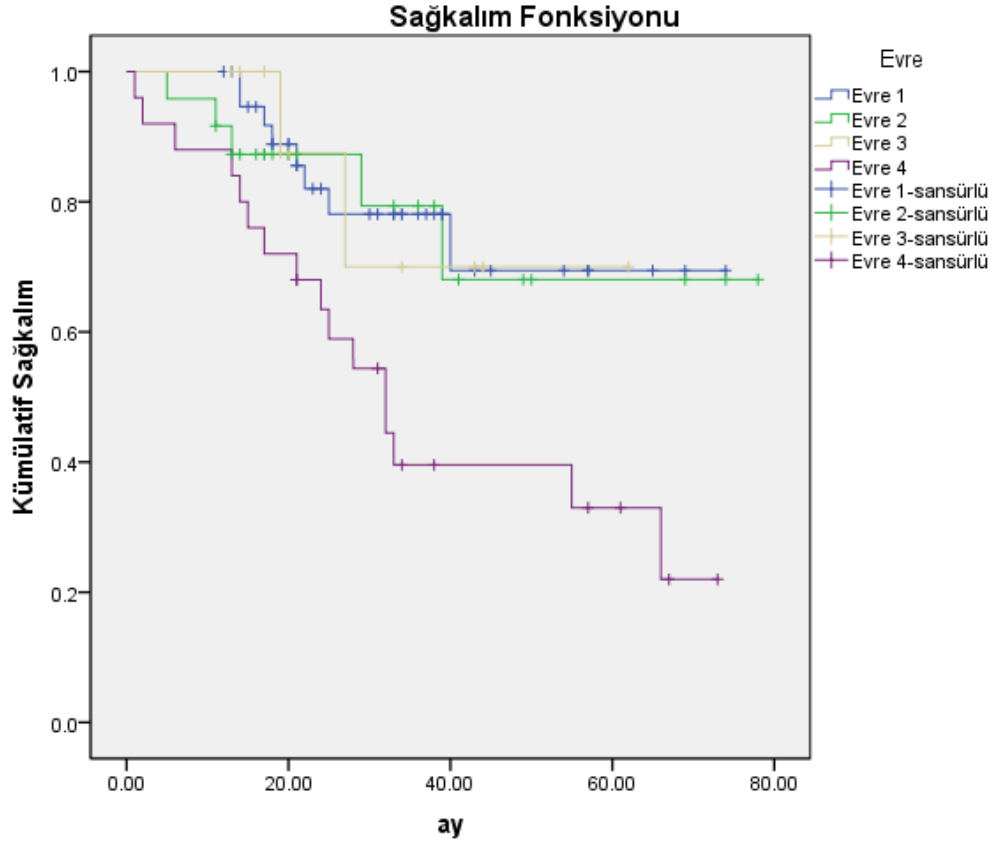 Sağkalım Fonksiyonu
Kümülatif Sağkalım
1.0
0.8
0.6
0.4
0.2
0.0
0.00 20.00 40.00 60.00 80.00
ay
Evre
Evre 1
Evre 2
Evre 3
Evre 4
Evre 1-sansürlü
Evre 2-sansürlü
Evre 3-sansürlü
Evre 4-sansürlü